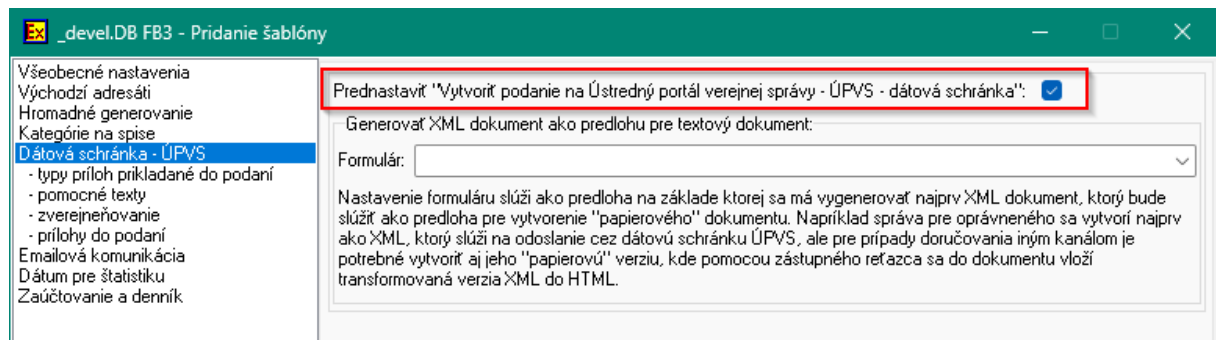 Ex _devel.DB FB3 - Pridanie šablóny
Všeobecné nastavenia
Východzí adresáti
Hromadné generovanie
Kategórie na spise
Dátová schránka - ÚPVS
- typy príloh prikladané do podaní
- pomocné texty
- zverejneňovanie
- prílohy do podaní
Emailová komunikácia
Dátum pre štatistiku
Zaúčtovanie a denník
Prednastaviť "Vytvoriť podanie na Ústredný portál verejnej správy - ÚPVS - dátová schránka":
Generovať XML dokument ako predlohu pre textový dokument:
Formulár:
Nastavenie formuláru slúži ako predloha na základe ktorej sa má vygenerovať najprv XML dokument, ktorý bude
slúžiť ako predloha pre vytvorenie "papierového" dokumentu. Napríklad správa pre oprávneného sa vytvorí najprv
ako XML, ktorý slúži na odoslanie cez dátovú schránku ÚPVS, ale pre prípady doručovania iným kanálom je
potrebné vytvoriť aj jeho "papierovú" verziu, kde pomocou zástupného reťazca sa do dokumentu vloží
transformovaná verzia XML do HTML.